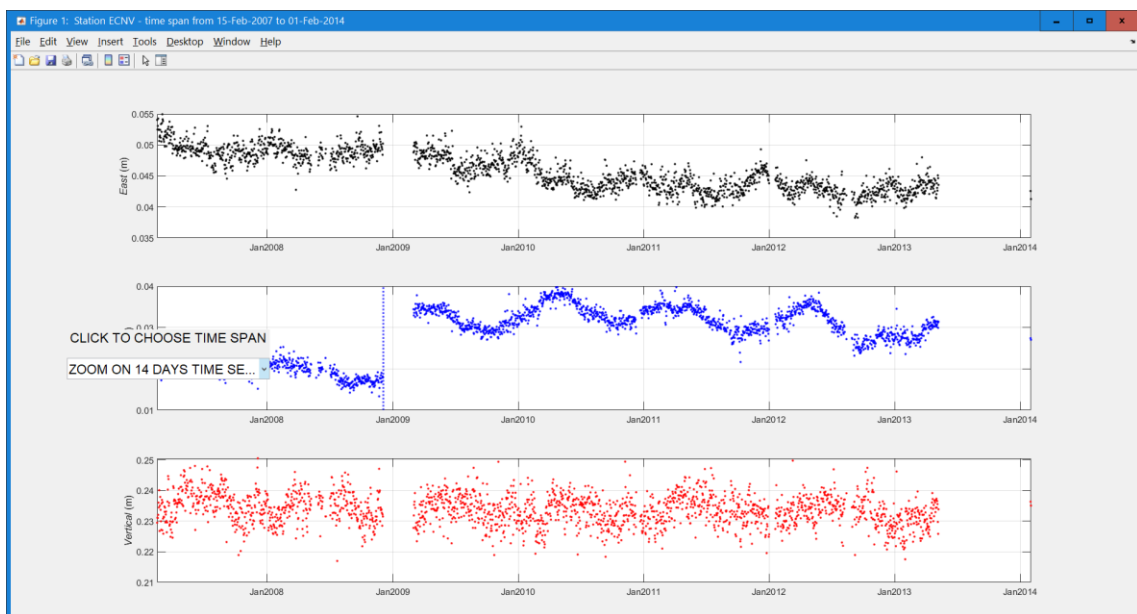 Figure 1: Station ECNV - time span from 15-Feb-2007 to 01-Feb-2014
File Edit View Insert Tools Desktop Window Help
0.055
0.05
0.045
0.04
0.035
East (m)
Jan2008 Jan2009 Jan2010 Jan2011 Jan2012 Jan2013 Jan2014
0.04
0.03
0.01
CLICK TO CHOOSE TIME SPAN
ZOOM ON 14 DAYS TIME SE...
Jan2008 Jan2009 Jan2010 Jan2011 Jan2012 Jan2013 Jan2014
0.25
0.24
0.23
0.22
0.21
Vertical (m)
Jan2008 Jan2009 Jan2010 Jan2011 Jan2012 Jan2013 Jan2014